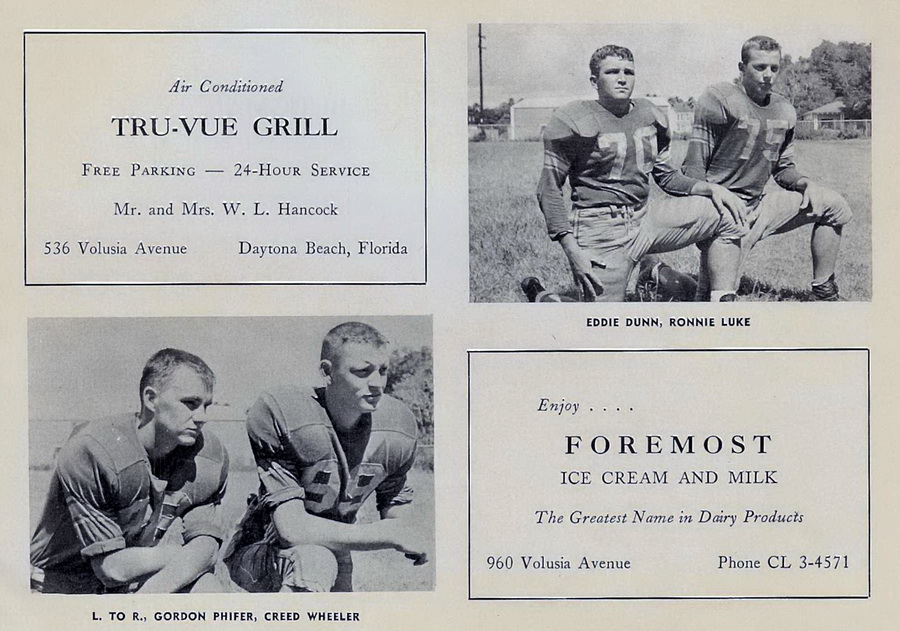 Air Conditioned
TRU-VUE GRILL
Free Parking — 24-Hour Service
Mr. and Mrs. W. L. Hancock
536 Volusia Avenue Daytona Beach, Florida
70
75
EDDIE DUNN, RONNIE LUKE
L. TO R., GORDON PHIFER, CREED WHEELER
Enjoy . . . .
FOREMOST
ICE CREAM AND MILK
The Greatest Name in Dairy Products
960 Volusia Avenue Phone CL 3-4571